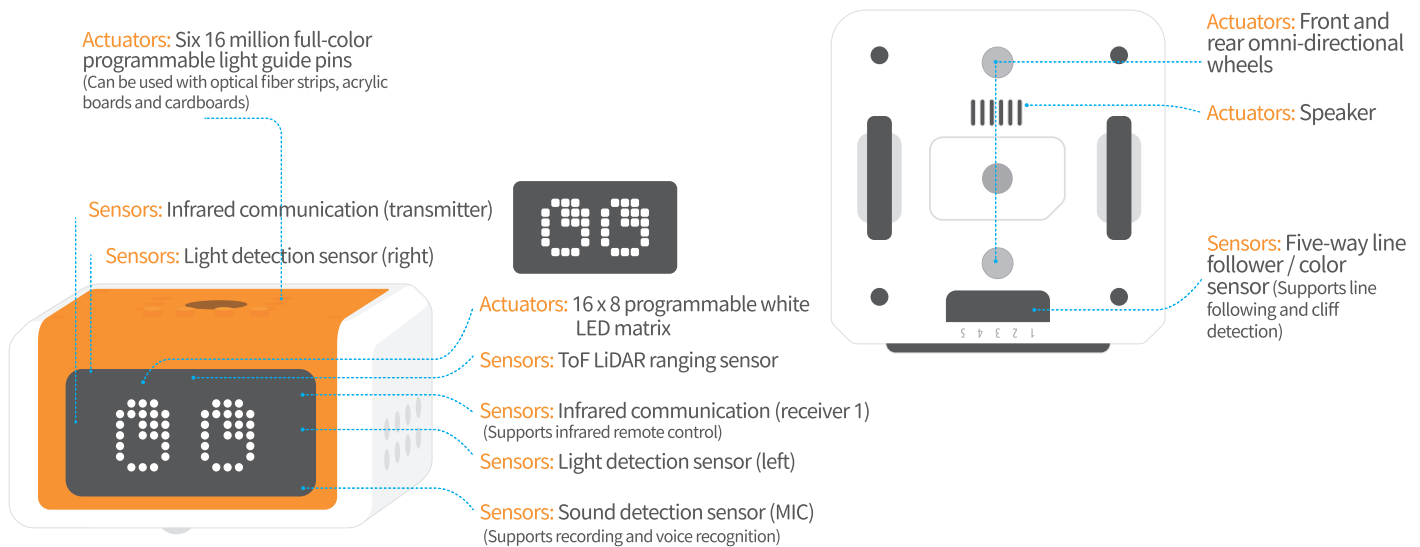 Actuators: Six 16 million full-color
programmable light guide pins
(Can be used with optical fiber strips, acrylic
boards and cardboards)
Sensors: Infrared communication (transmitter)
Sensors: Light detection sensor (right)
Actuators: 16 x 8 programmable white
LED matrix
Sensors: ToF LiDAR ranging sensor
Sensors: Infrared communication (receiver 1)
(Supports infrared remote control)
Sensors: Light detection sensor (left)
Sensors: Sound detection sensor (MIC)
(Supports recording and voice recognition)
Actuators: Front and
rear omni-directional
wheels
Actuators: Speaker
Sensors: Five-way line
follower / color
sensor (Supports line
following and cliff
detection)
5 4 3 2 1